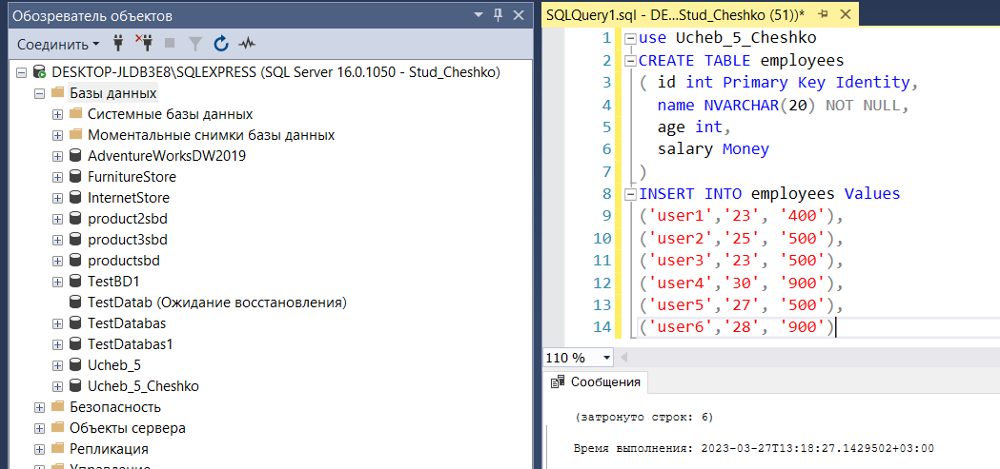 Обозреватель объектов
Соединить
DESKTOP-JLDB3E8\SQLEXPRESS (SQL Server 16.0.1050 - Stud_Cheshko)
Базы данных
Системные базы данных
Моментальные снимки базы данных
AdventureWorksDW2019
FurnitureStore
InternetStore
product2sbd
product3sbd
productsbd
TestBD1
TestDatab (Ожидание восстановления)
TestDatabas
TestDatabas1
Ucheb_5
Ucheb_5_Cheshko
Безопасность
Объекты сервера
Репликация
Управление
SQLQuery1.sql - DE...Stud_Cheshko (51))*
1 use Ucheb_5_Cheshko
2 CREATE TABLE employees
3 ( id int Primary Key Identity,
4 name NVARCHAR(20) NOT NULL,
5 age int,
6 salary Money
7 )
8 INSERT INTO employees Values
9 ('user1','23', '400'),
10 ('user2','25', '500'),
11 ('user3','23', '500'),
12 ('user4','30', '900'),
13 ('user5','27', '500'),
14 ('user6','28', '900')
110 %
Сообщения
(затронуто строк: 6)
Время выполнения: 2023-03-27T13:18:27.1429502+03:00